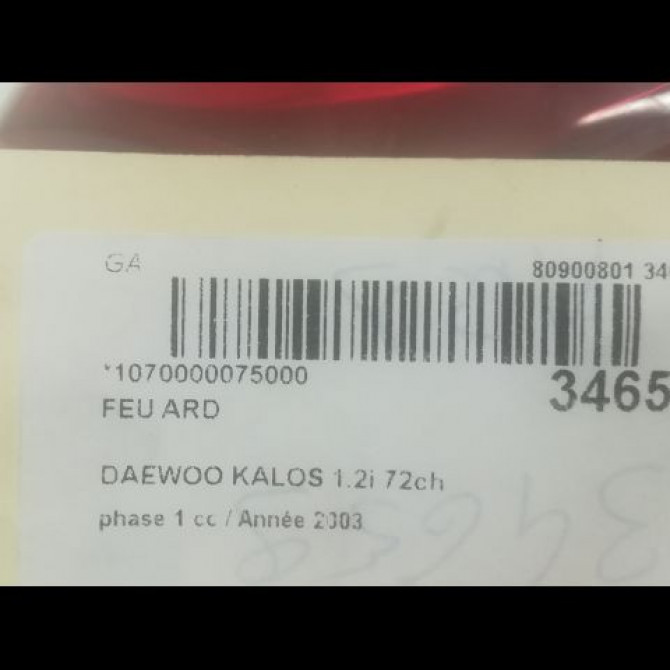 GA
80900801 34
*1070000075000
3465
FEU ARD
DAEWOO KALOS 1.2i 72ch
phase 1 cc / Année 2003